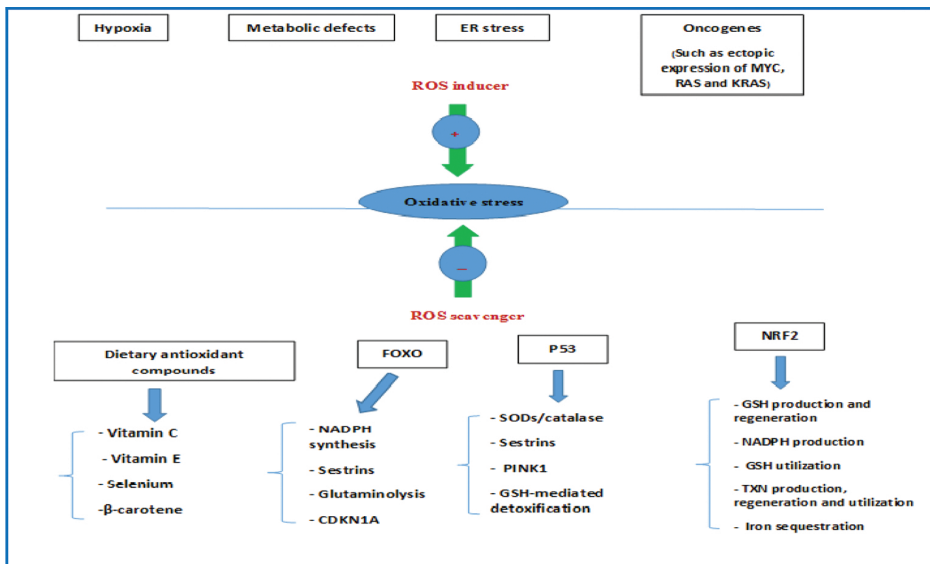 Hypoxia
Metabolic defects
ER stress
Oncogenes
(Such as ectopic
expression of MYC,
RAS and KRAS)
ROS inducer
+
Oxidative stress
–
ROS scavenger
Dietary antioxidant
compounds
FOXO
P53
NRF2
- Vitamin C
- Vitamin E
- Selenium
-β-carotene
- NADPH
synthesis
- Sestrins
- Glutaminolysis
- CDKN1A
- SODs/catalase
- Sestrins
- PINK1
- GSH-mediated
detoxification
- GSH production and
regeneration
- NADPH production
- GSH utilization
- TXN production,
regeneration and utilization
- Iron sequestration